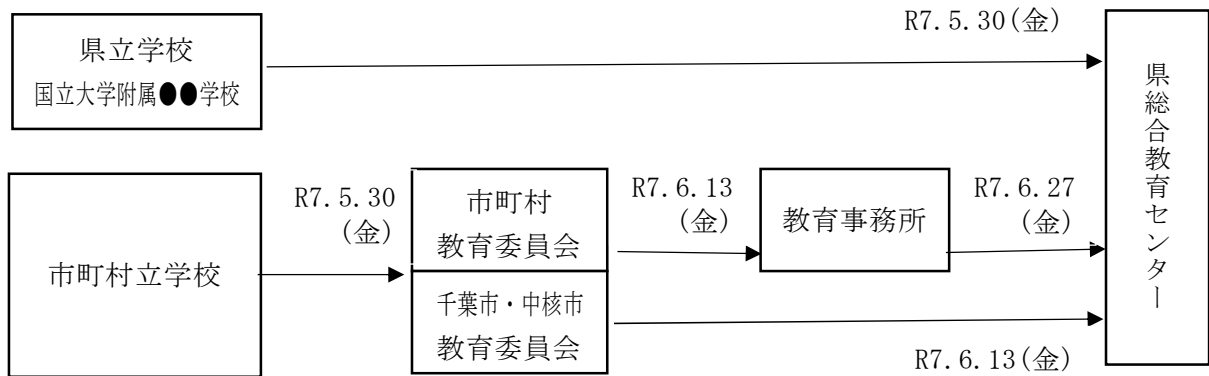 R7.5.30(金)
県立学校
国立大学附属●●学校
県総合教育センター
市町村立学校
R7.5.30
(金)
市町村
教育委員会
千葉市・中核市
教育委員会
R7.6.13
(金)
教育事務所
R7.6.27
(金)
R7.6.13(金)